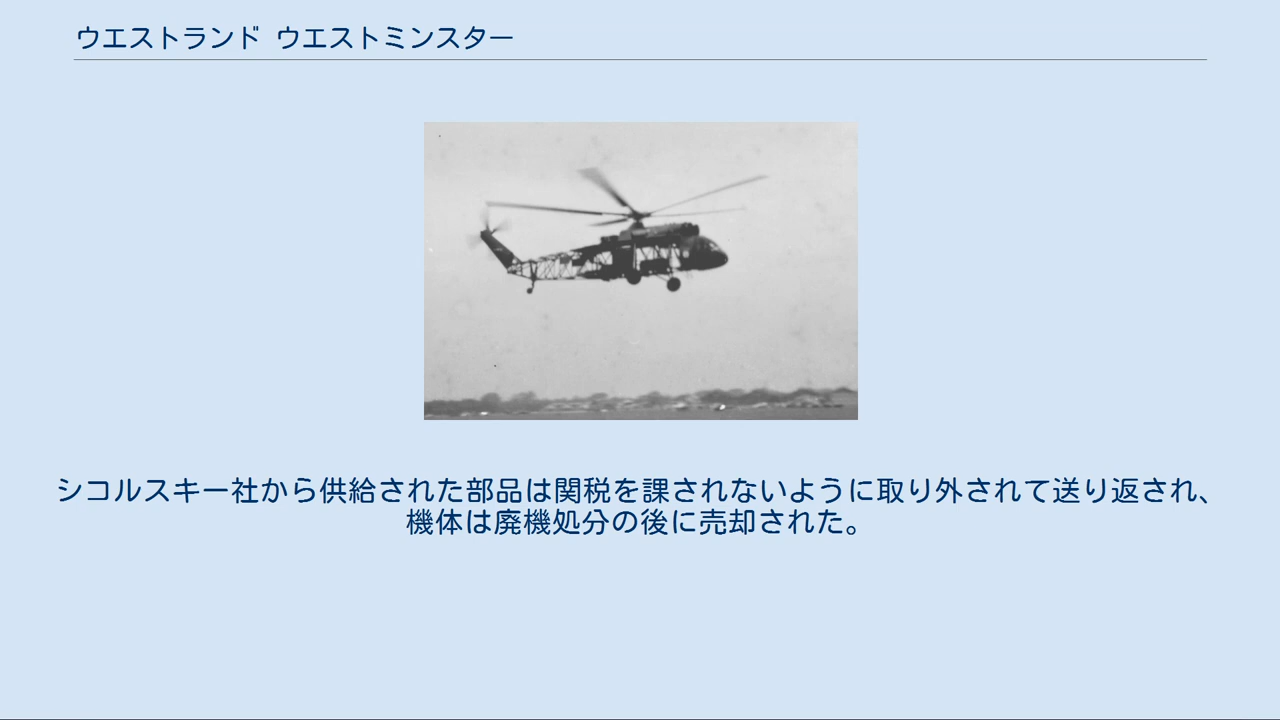 ウエストランド ウエストミンスター
シコルスキー社から供給された部品は関税を課されないように取り外されて送り返され、
機体は廃機処分の後に売却された。